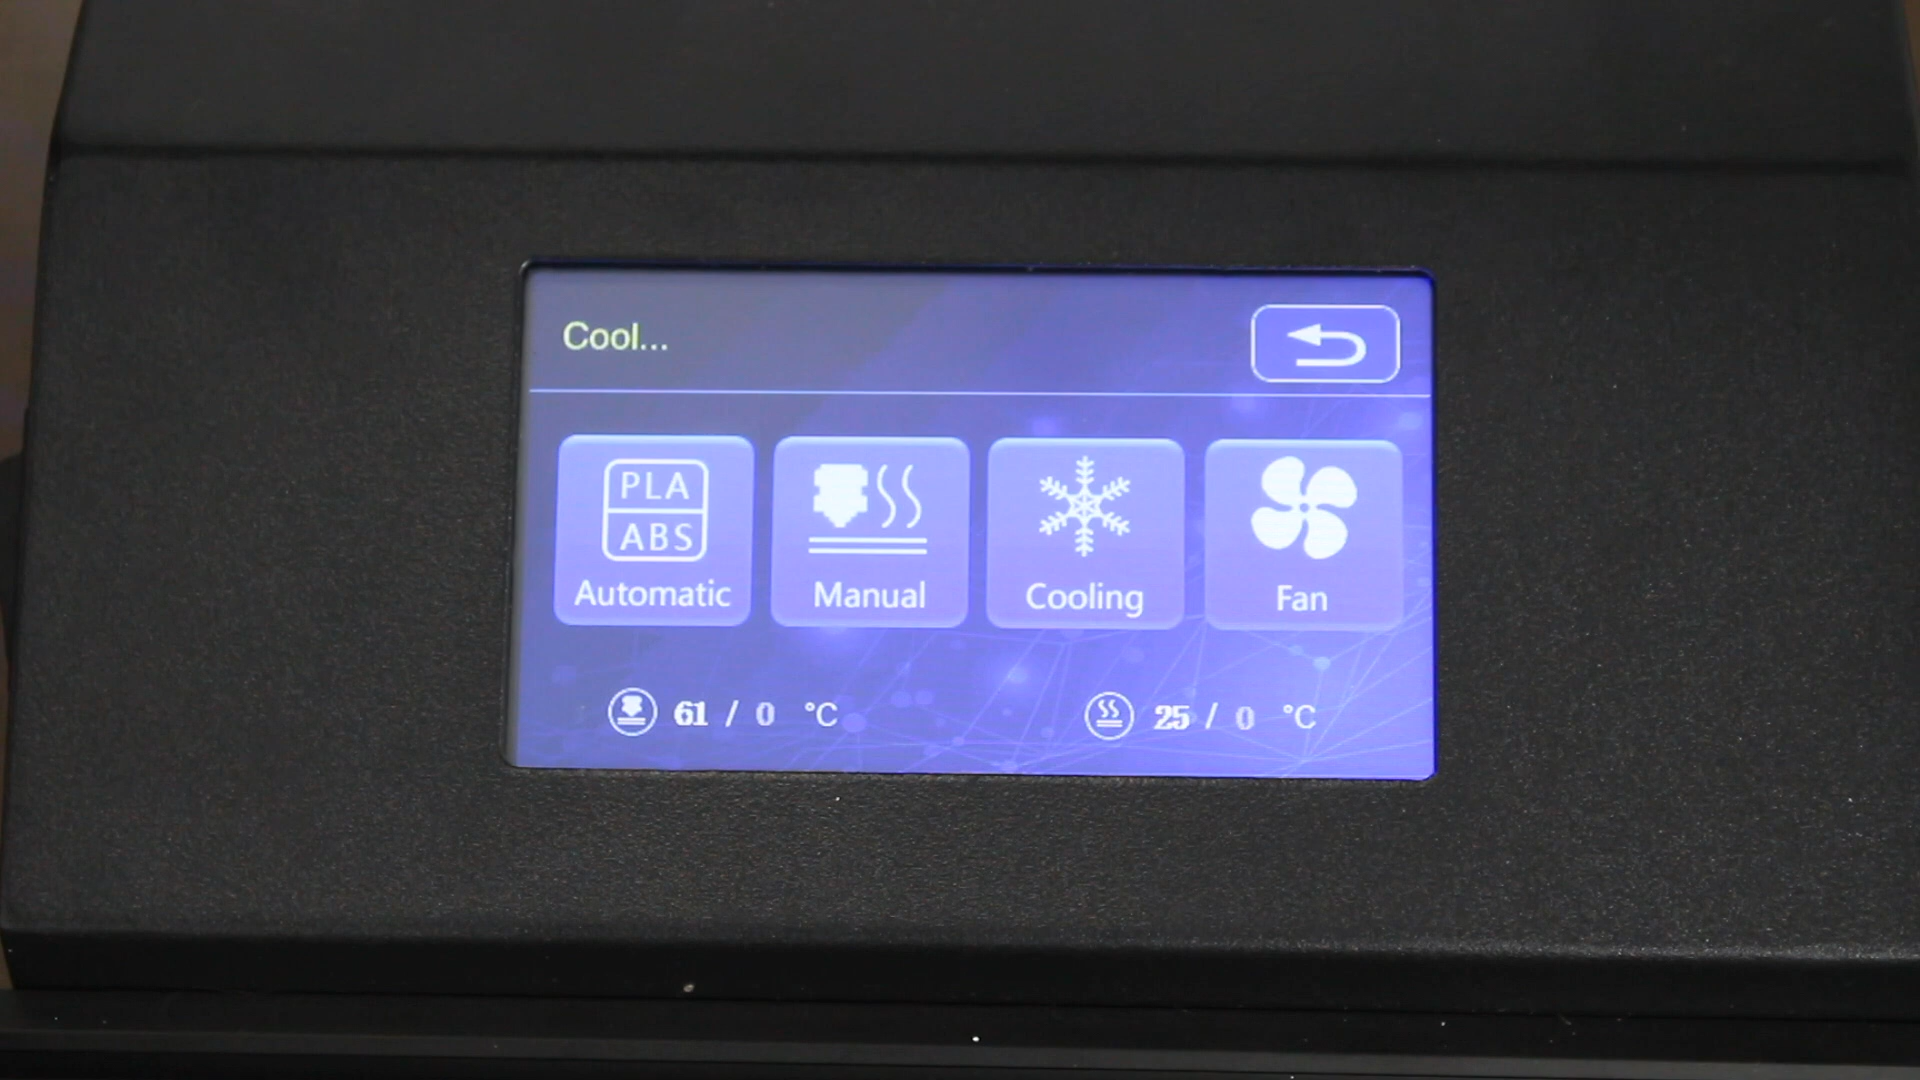 Cool...
PLA
ABS
Automatic
Manual
Cooling
Fan
61 / 0 °C
25 / 0 °C